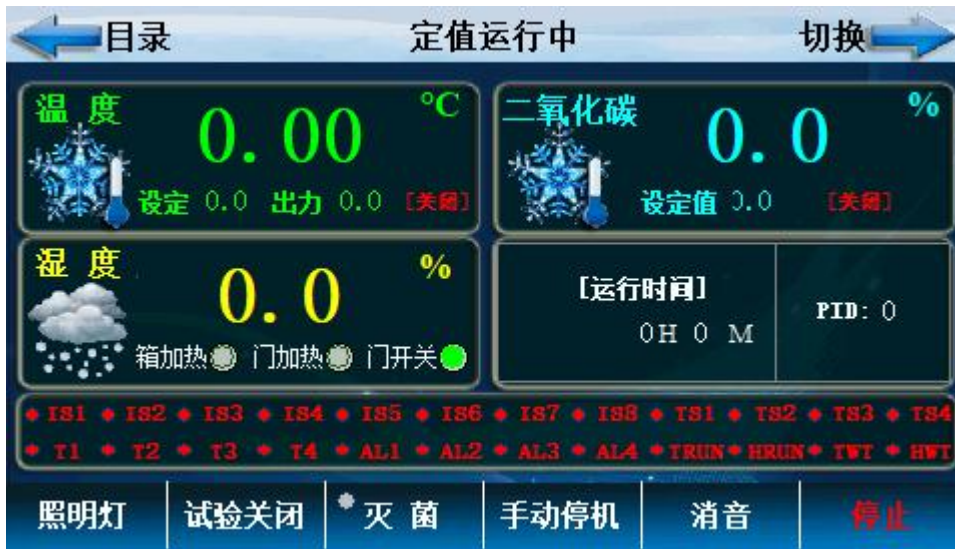 目录 定值运行中 切换
温 度 0.00 °C
设定 0.0 出力 0.0 [关闭]
二氧化碳 0.0 %
设定值 0.0 [关闭]
湿 度 0.0 %
箱加热 门加热 门开关
[运行时间]
0H 0 M
PID: 0
IS1 IS2 IS3 IS4 IS5 IS6 IS7 IS8 TS1 TS2 TS3 TS4
T1 T2 T3 T4 AL1 AL2 AL3 AL4 TRUN HRUN TWT HWT
照明灯 试验关闭 灭 菌 手动停机 消音 停止